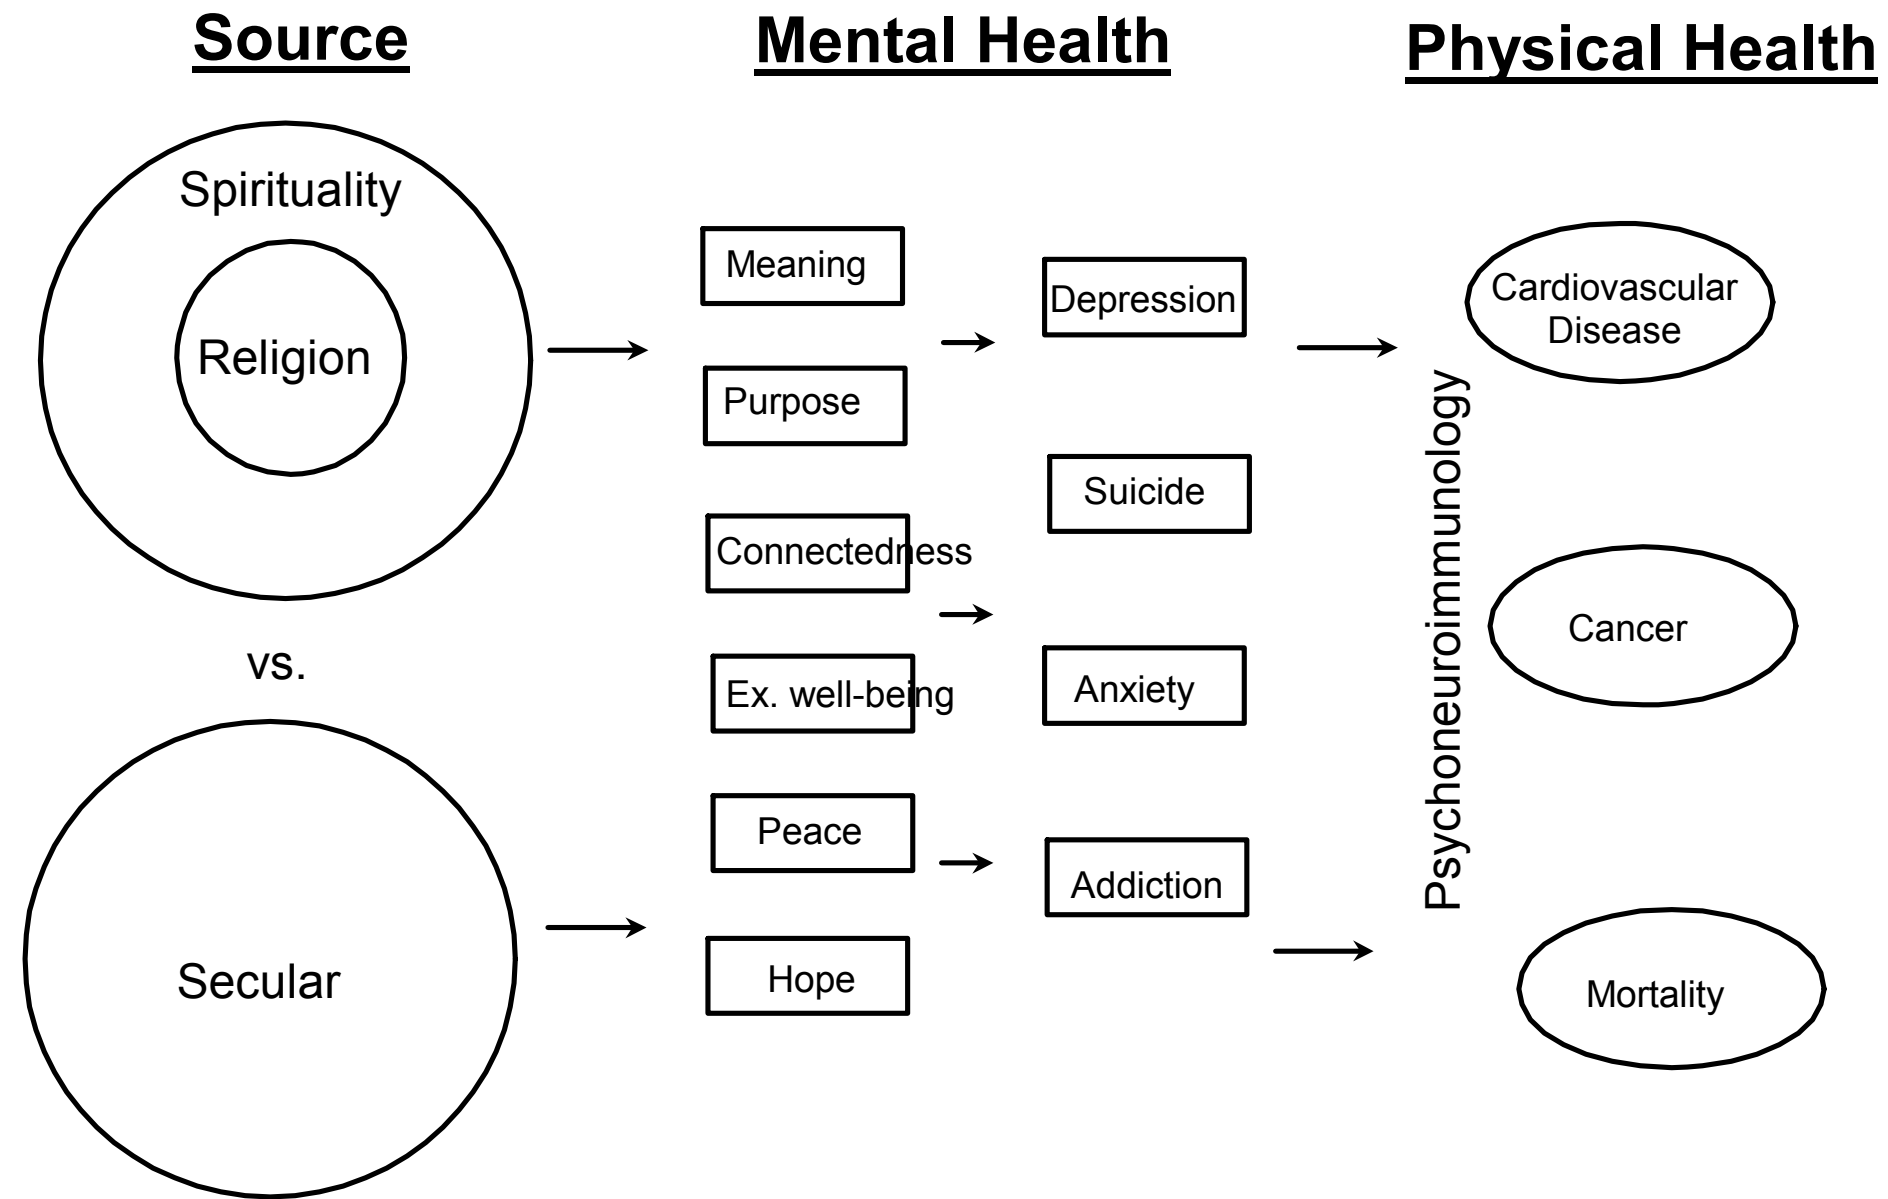 Source
Mental Health
Physical Health
Spirituality
Religion
vs.
Secular
Meaning
Purpose
Connectedness
Ex. well-being
Peace
Hope
Depression
Suicide
Anxiety
Addiction
Psychoneuroimmunology
Cardiovascular
Disease
Cancer
Mortality